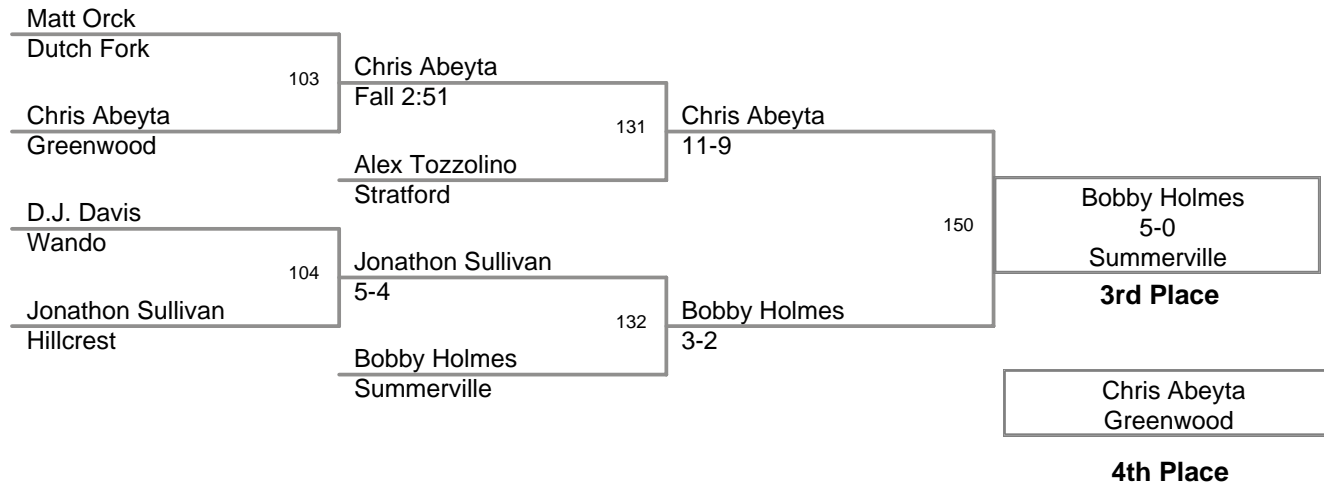 Matt Orck
Dutch Fork
103
Chris Abeyta
Fall 2:51
Chris Abeyta
Greenwood
131
Chris Abeyta
11-9
Alex Tozzolino
Stratford
D.J. Davis
Wando
150
Bobby Holmes
5-0
Summerville
3rd Place
104
Jonathon Sullivan
5-4
Jonathon Sullivan
Hillcrest
132
Bobby Holmes
3-2
Bobby Holmes
Summerville
Chris Abeyta
Greenwood
4th Place